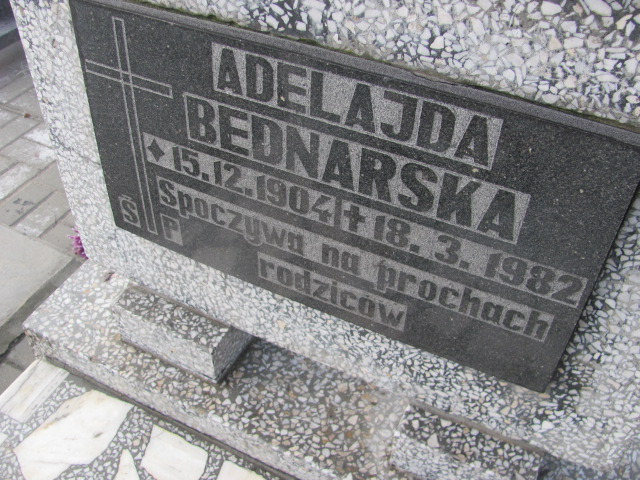 ADELAJDA
BEDNARSKA
✦15.12.1904 ✝18. 3. 1982
Ś P
Spoczywa na prochach
rodziców